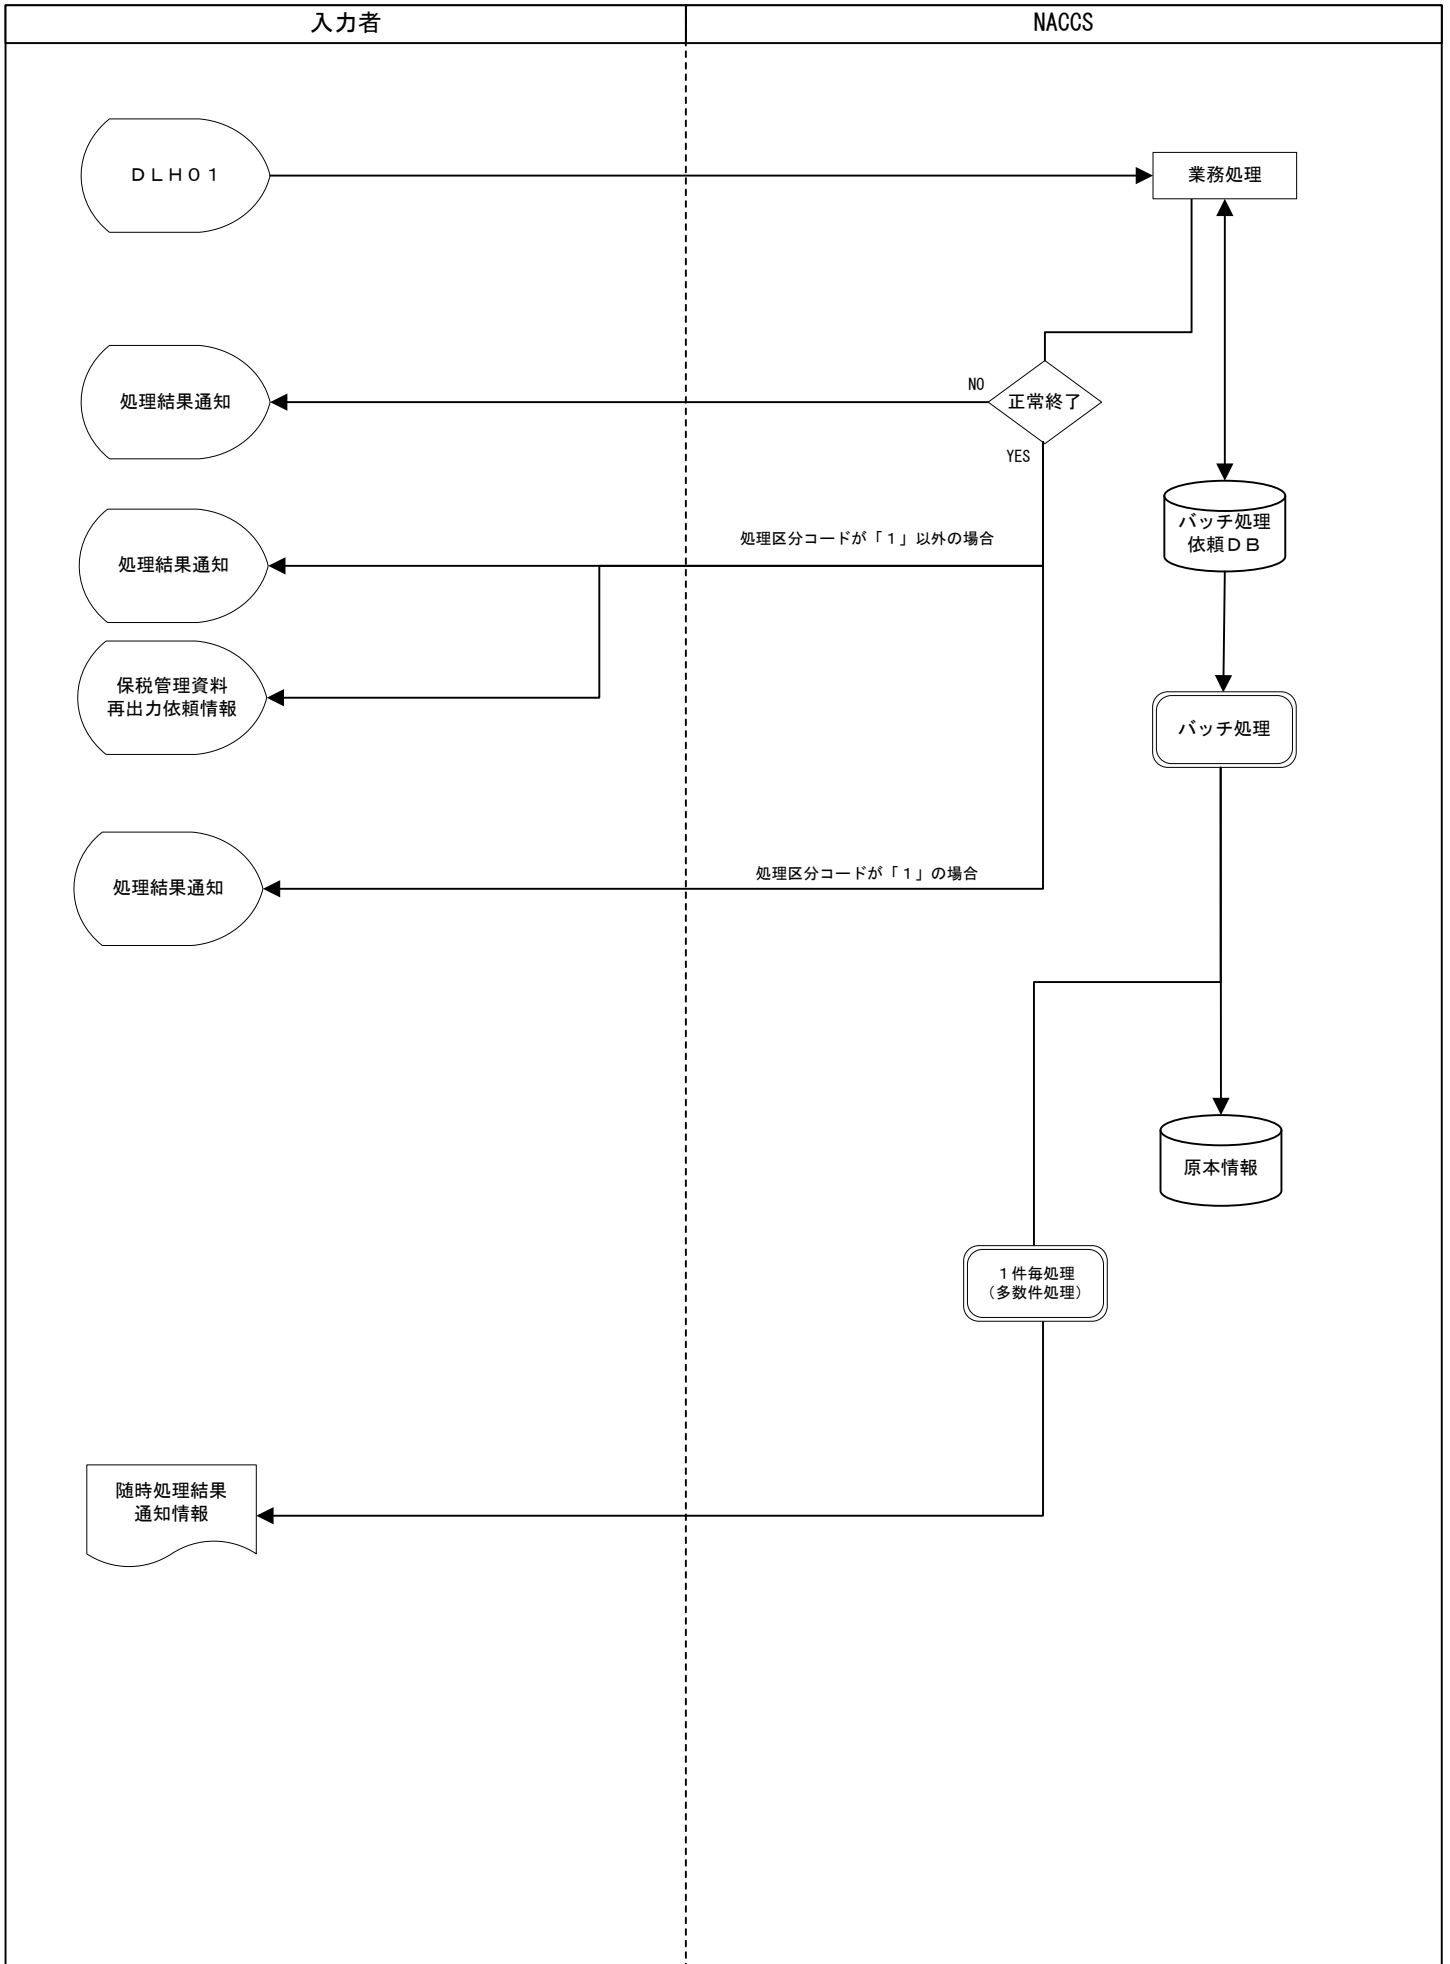 入力者
NACCS
ＤＬＨ０１
業務処理
処理結果通知
NO
正常終了
YES
バッチ処理
依頼ＤＢ
処理区分コードが「１」以外の場合
処理結果通知
保税管理資料
再出力依頼情報
バッチ処理
処理区分コードが「１」の場合
処理結果通知
原本情報
１件毎処理
（多数件処理）
随時処理結果
通知情報